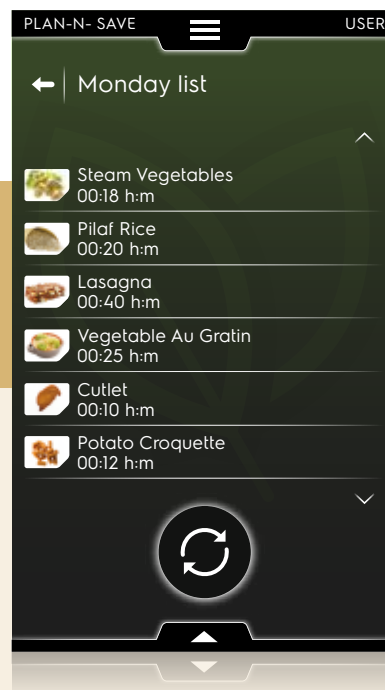 PLAN-N- SAVE
USER
Monday list
Steam Vegetables
00:18 h:m
Pilaf Rice
00:20 h:m
Lasagna
00:40 h:m
Vegetable Au Gratin
00:25 h:m
Cutlet
00:10 h:m
Potato Croquette
00:12 h:m